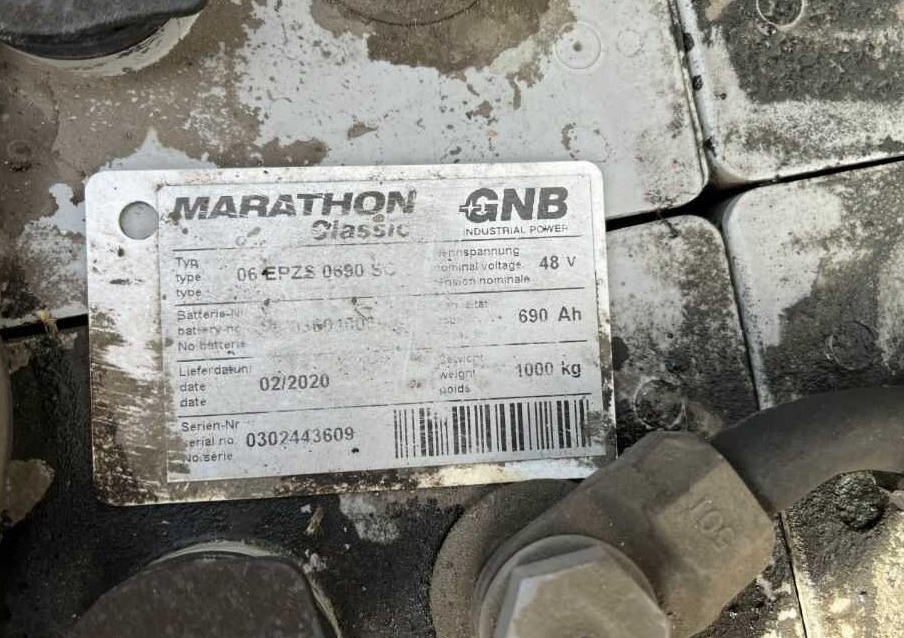 MARATHON
Classic
GNB
INDUSTRIAL POWER
Typ
type
type
06 EPZS 0690 SC
nominal voltage
48 V
Batterie-Nr
battery-no
No batterie
690 Ah
Lieferdatum
date
date
02/2020
weight
poids
1000 kg
Serien-Nr
serial no.
No.série
0302443609